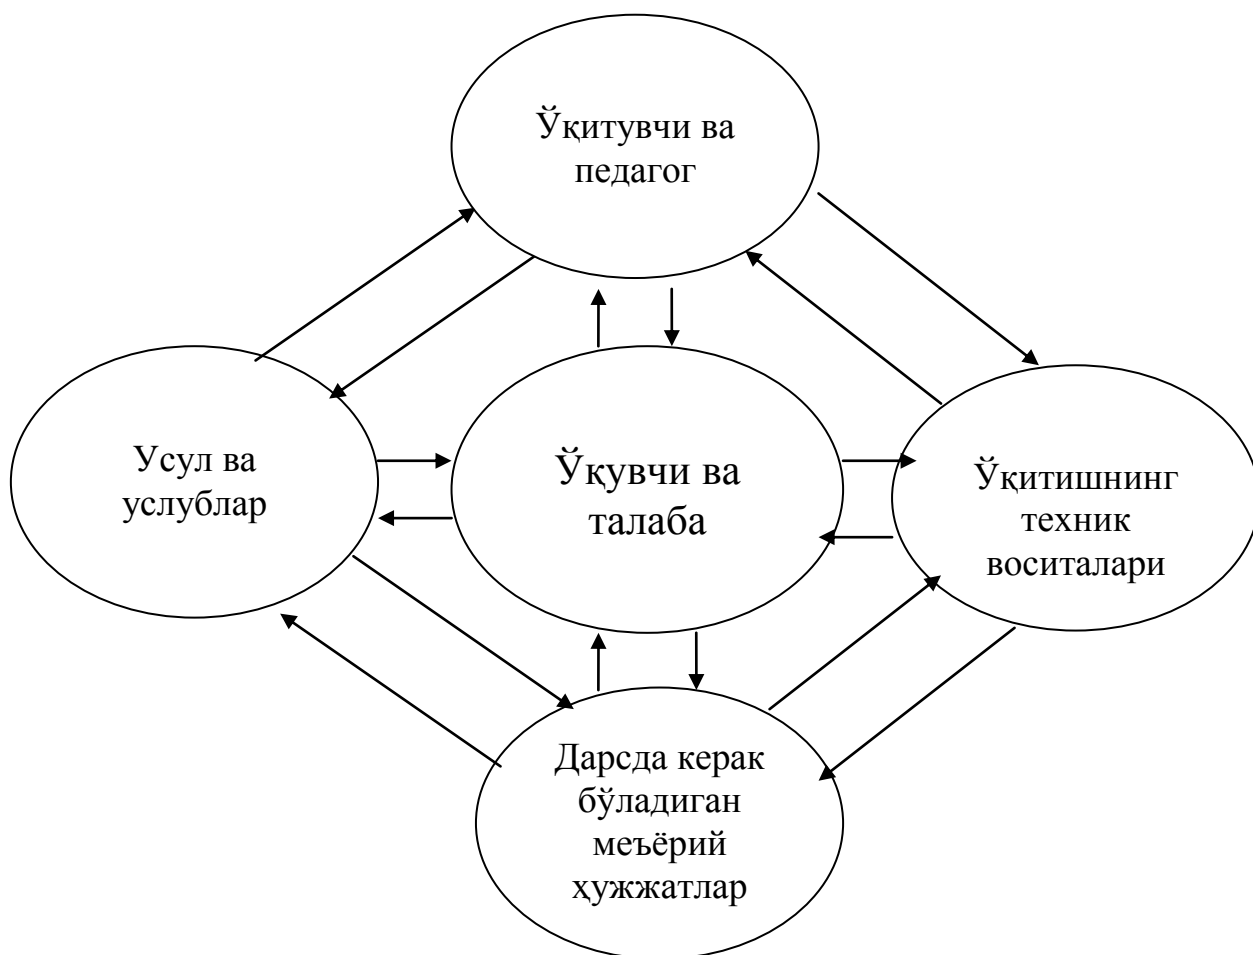 Ўқитувчи ва
педагог
Усул ва
услублар
Ўқувчи ва
талаба
Ўқитишнинг
техник
воситалари
Дарсда керак
бўладиган
меъёрий
ҳужжатлар